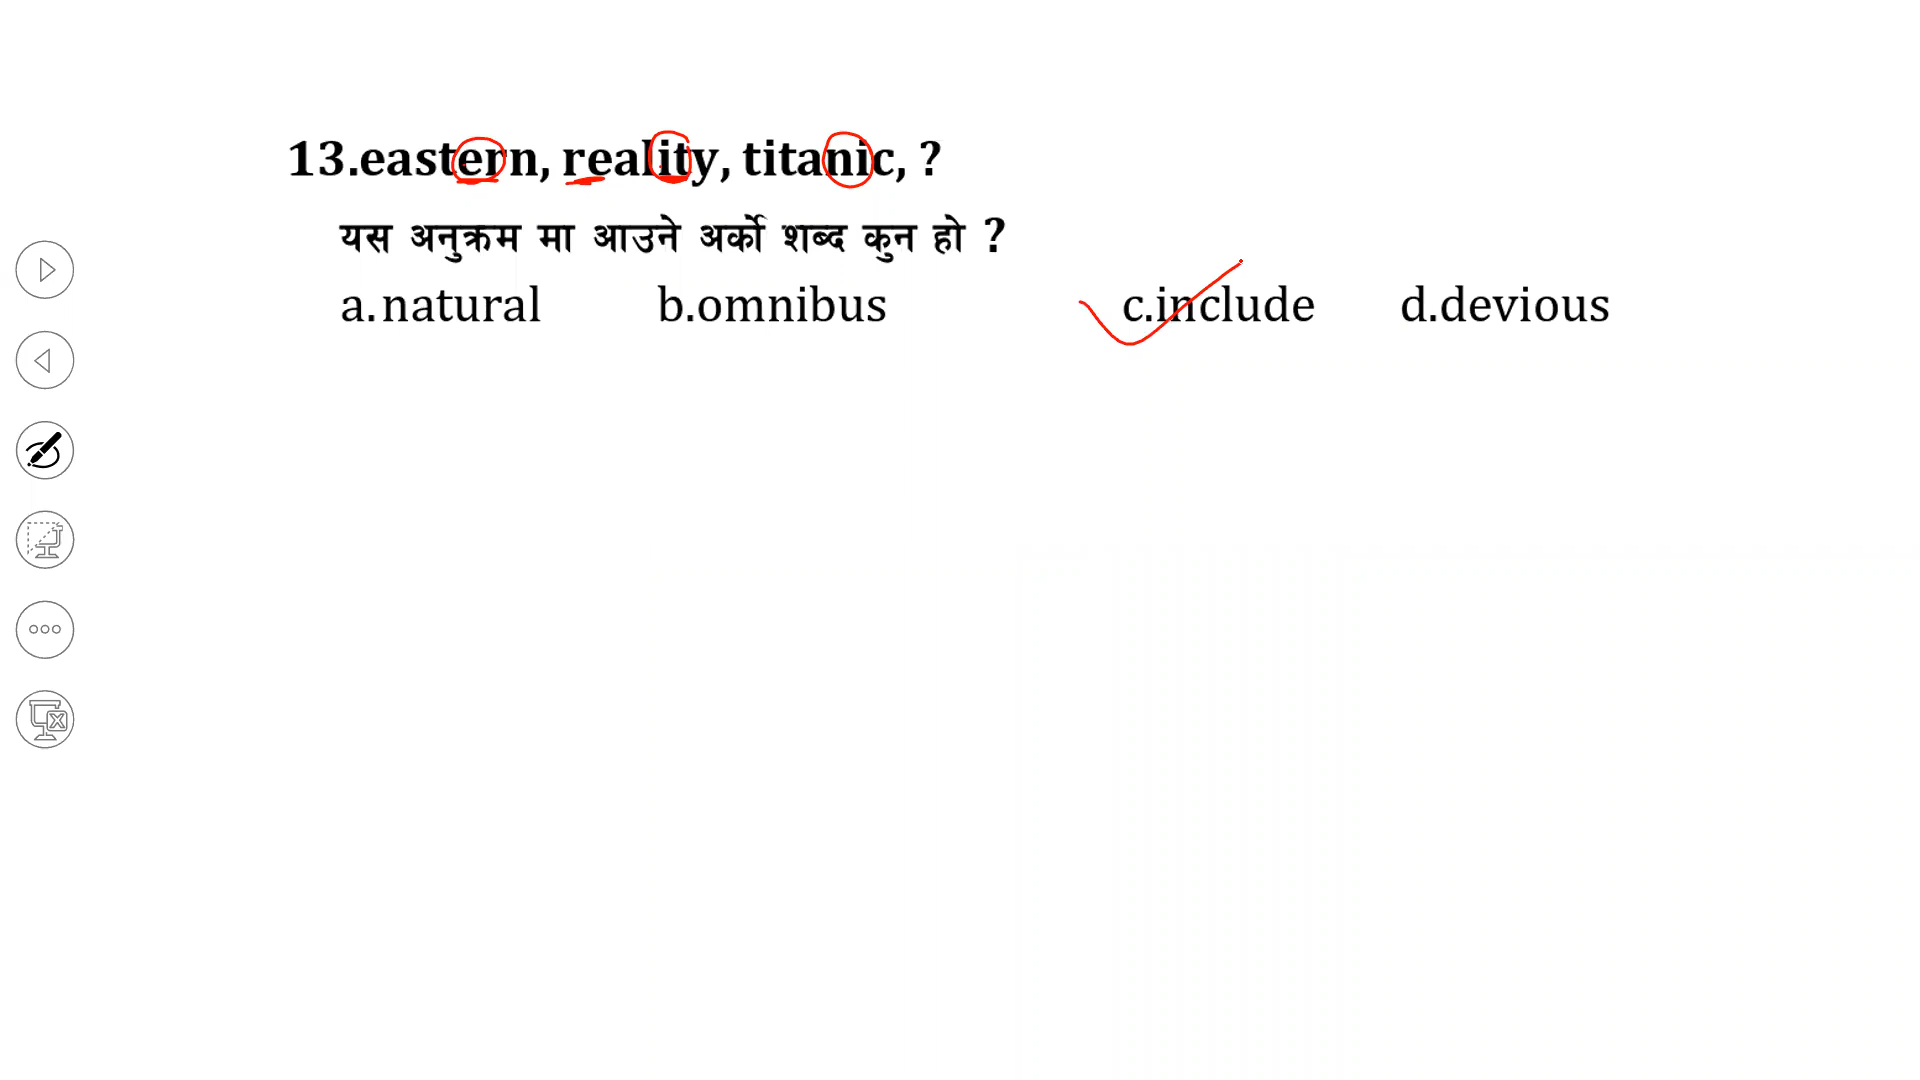 13.eastern, reality, titanic, ?
यस अनुक्रम मा आउने अर्को शब्द कुन हो ?
a.natural b.omnibus c.include d.devious